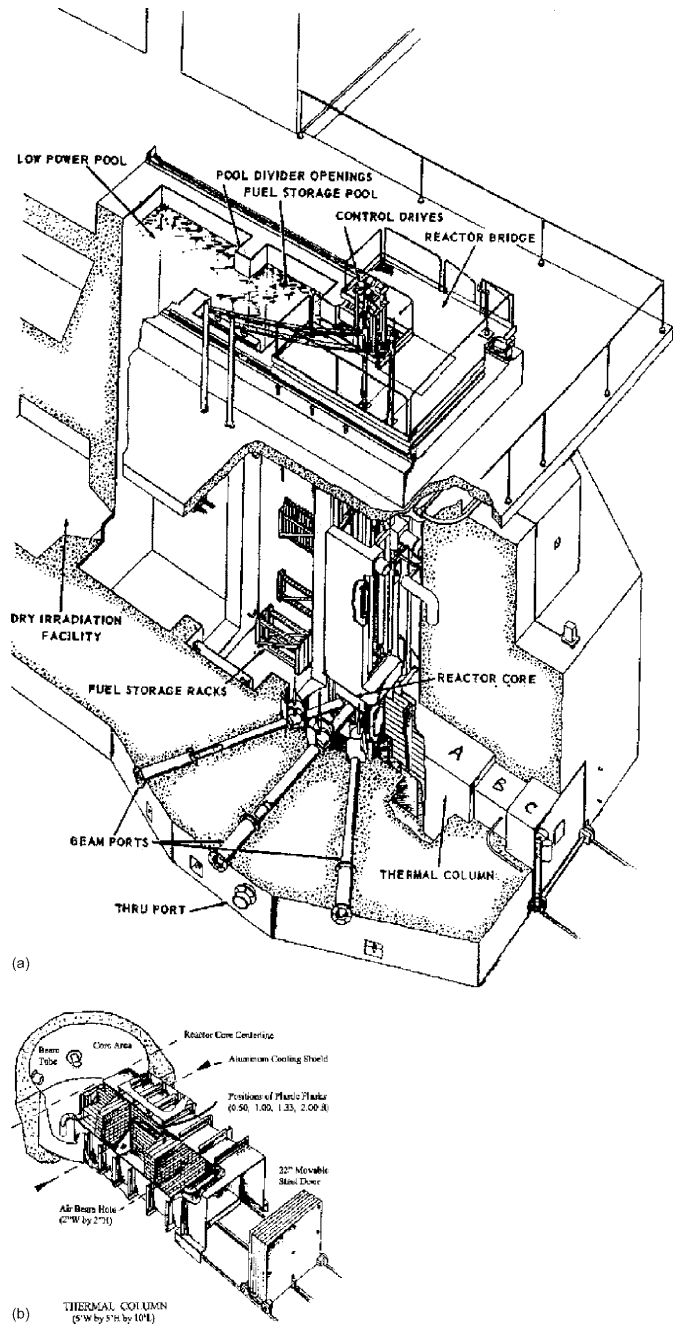 LOW POWER POOL
POOL DIVIDER OPENINGS
FUEL STORAGE POOL
CONTROL DRIVES
REACTOR BRIDGE
DRY IRRADIATION
FACILITY
FUEL STORAGE RACKS
REACTOR CORE
A
B
C
BEAM PORTS
THERMAL COLUMN
THRU PORT
(a)
Reactor Core Centerline
Beam
Tube
Core Area
Aluminum Cooling Shield
Positions of Plastic Flasks
(0.50, 1.00, 1.33, 2.00 ft)
22" Movable
Steel Door
Air Beam Hole
(2"W by 2"H)
(b)
THERMAL COLUMN
(5'W by 5'H by 10'L)